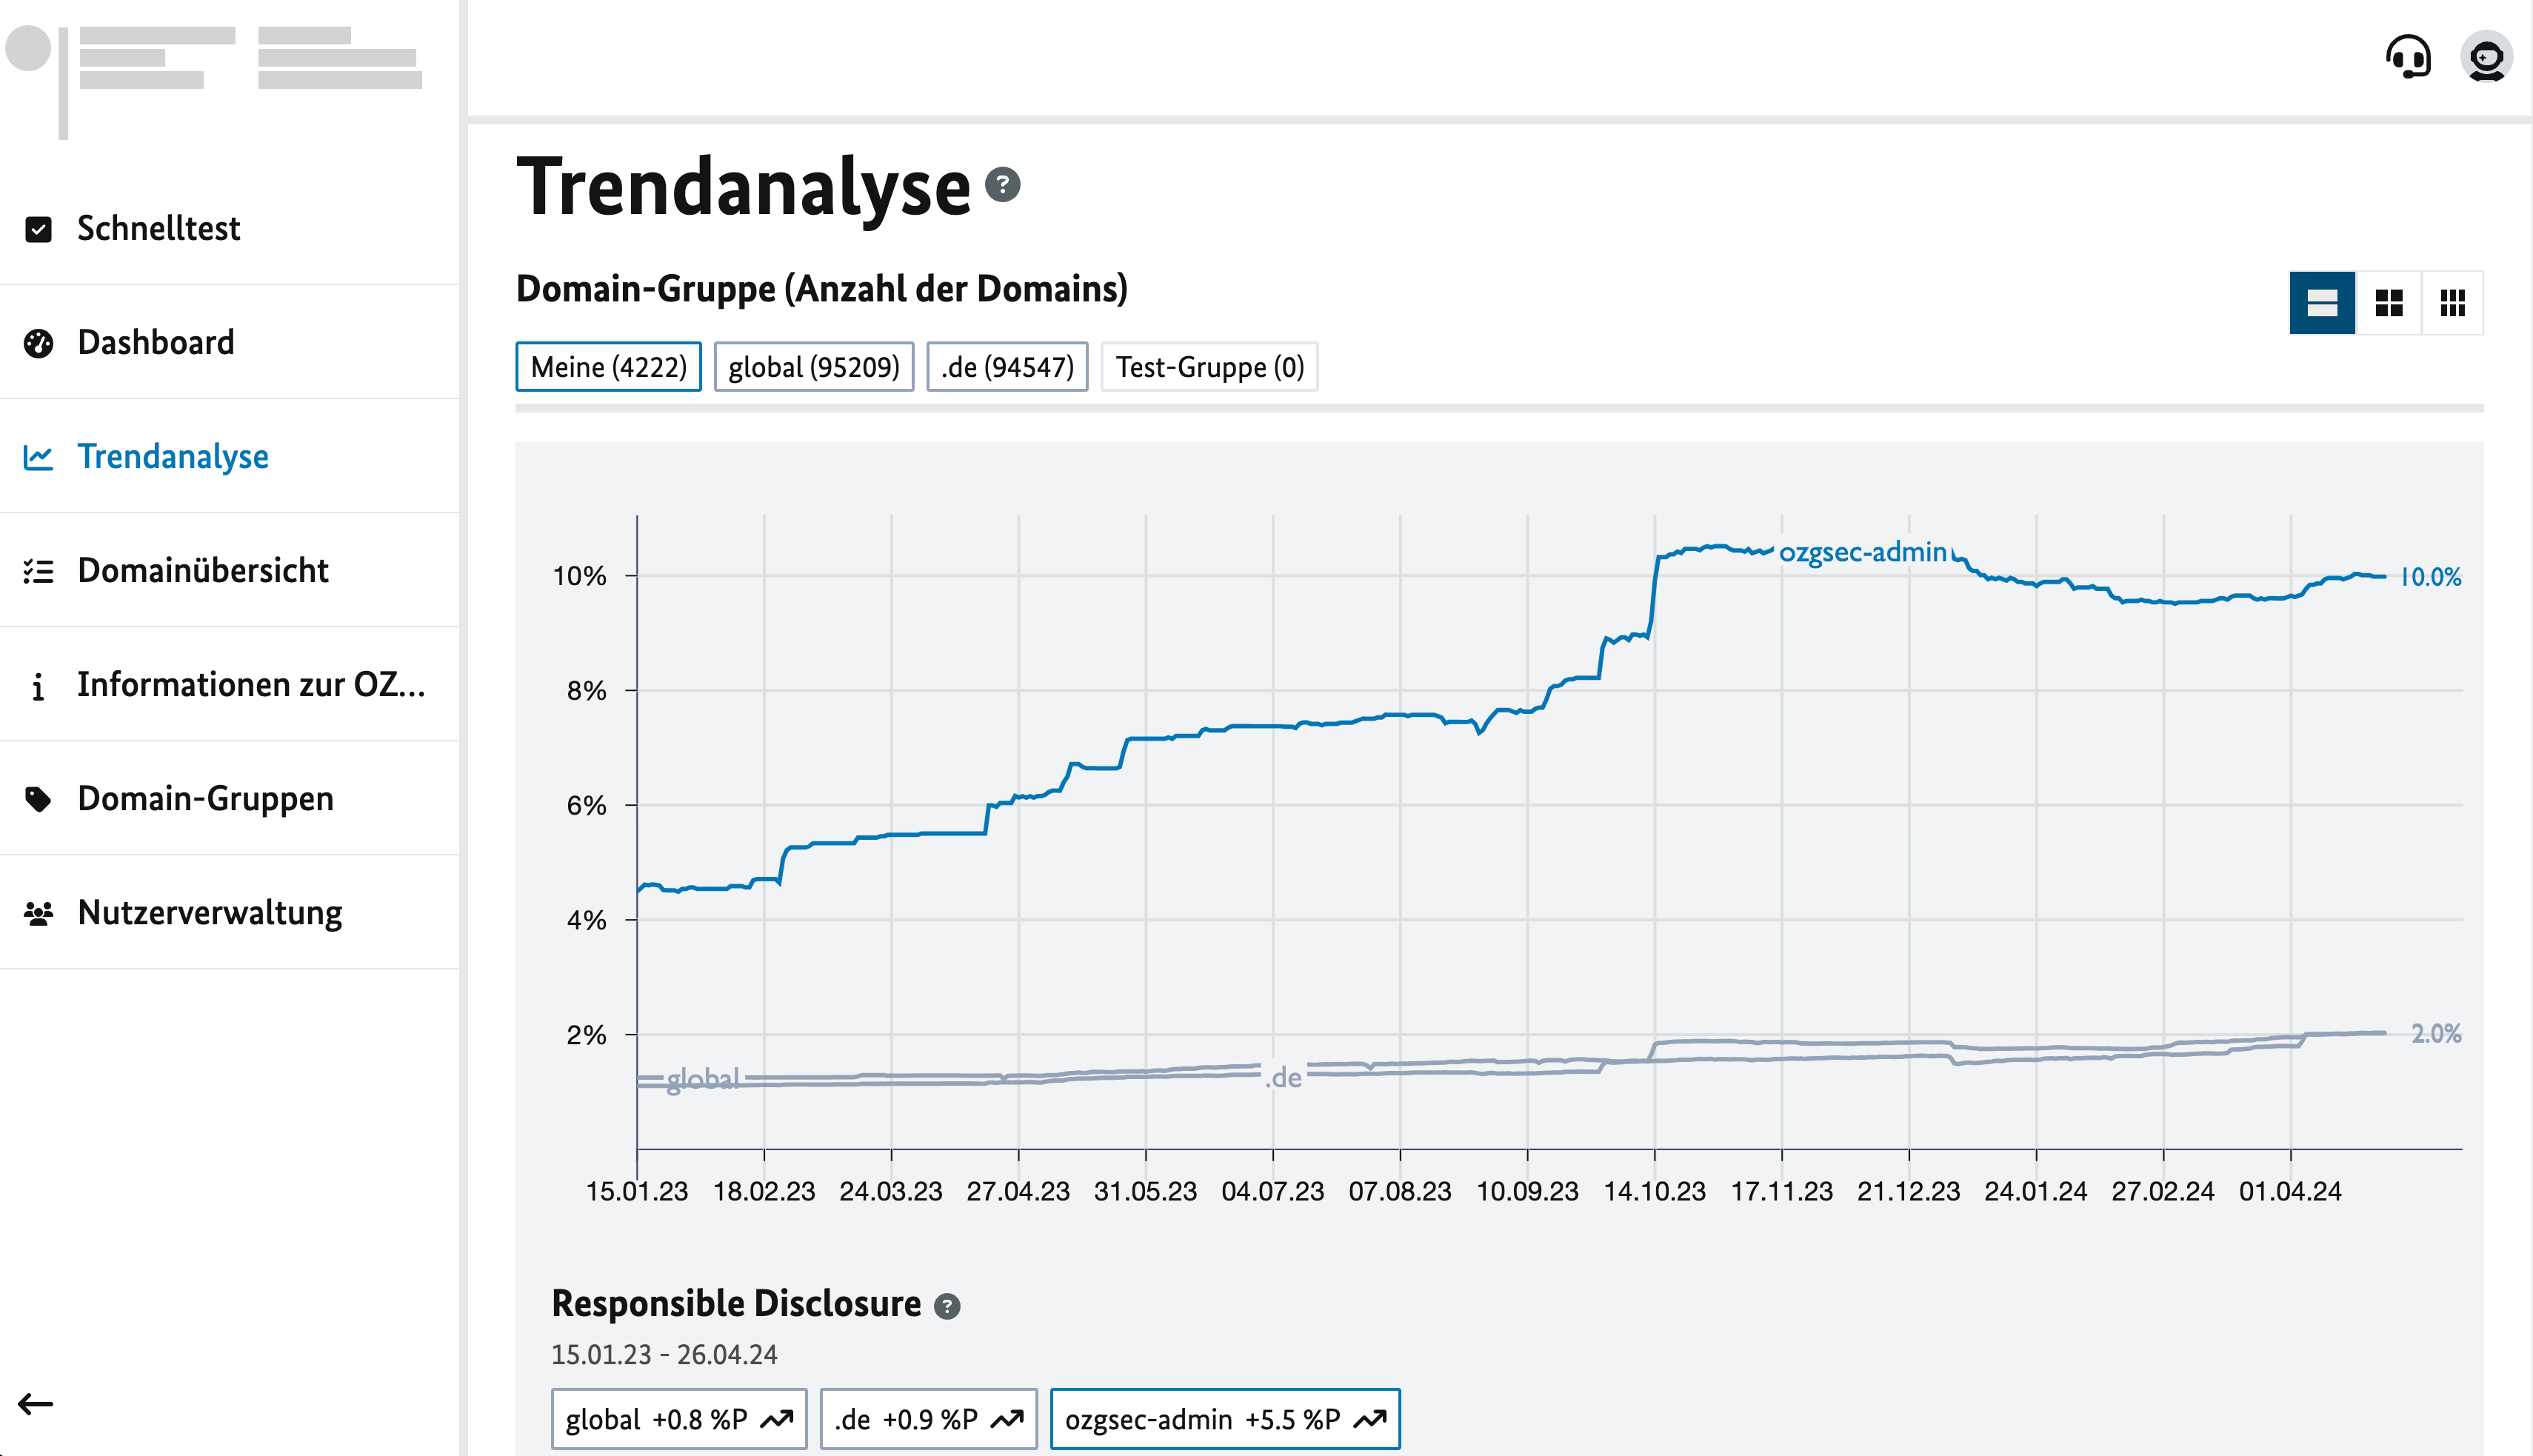 Schnelltest
Dashboard
Trendanalyse
Domainübersicht
Informationen zur OZ...
Domain-Gruppen
Nutzerverwaltung
Trendanalyse ?
Domain-Gruppe (Anzahl der Domains)
Meine (4222) global (95209) .de (94547) Test-Gruppe (0)
10%
8%
6%
4%
2%
ozgsec-admin
10.0%
global
.de
2.0%
15.01.23 18.02.23 24.03.23 27.04.23 31.05.23 04.07.23 07.08.23 10.09.23 14.10.23 17.11.23 21.12.23 24.01.24 27.02.24 01.04.24
Responsible Disclosure ?
15.01.23 - 26.04.24
global +0.8 %P .de +0.9 %P ozgsec-admin +5.5 %P